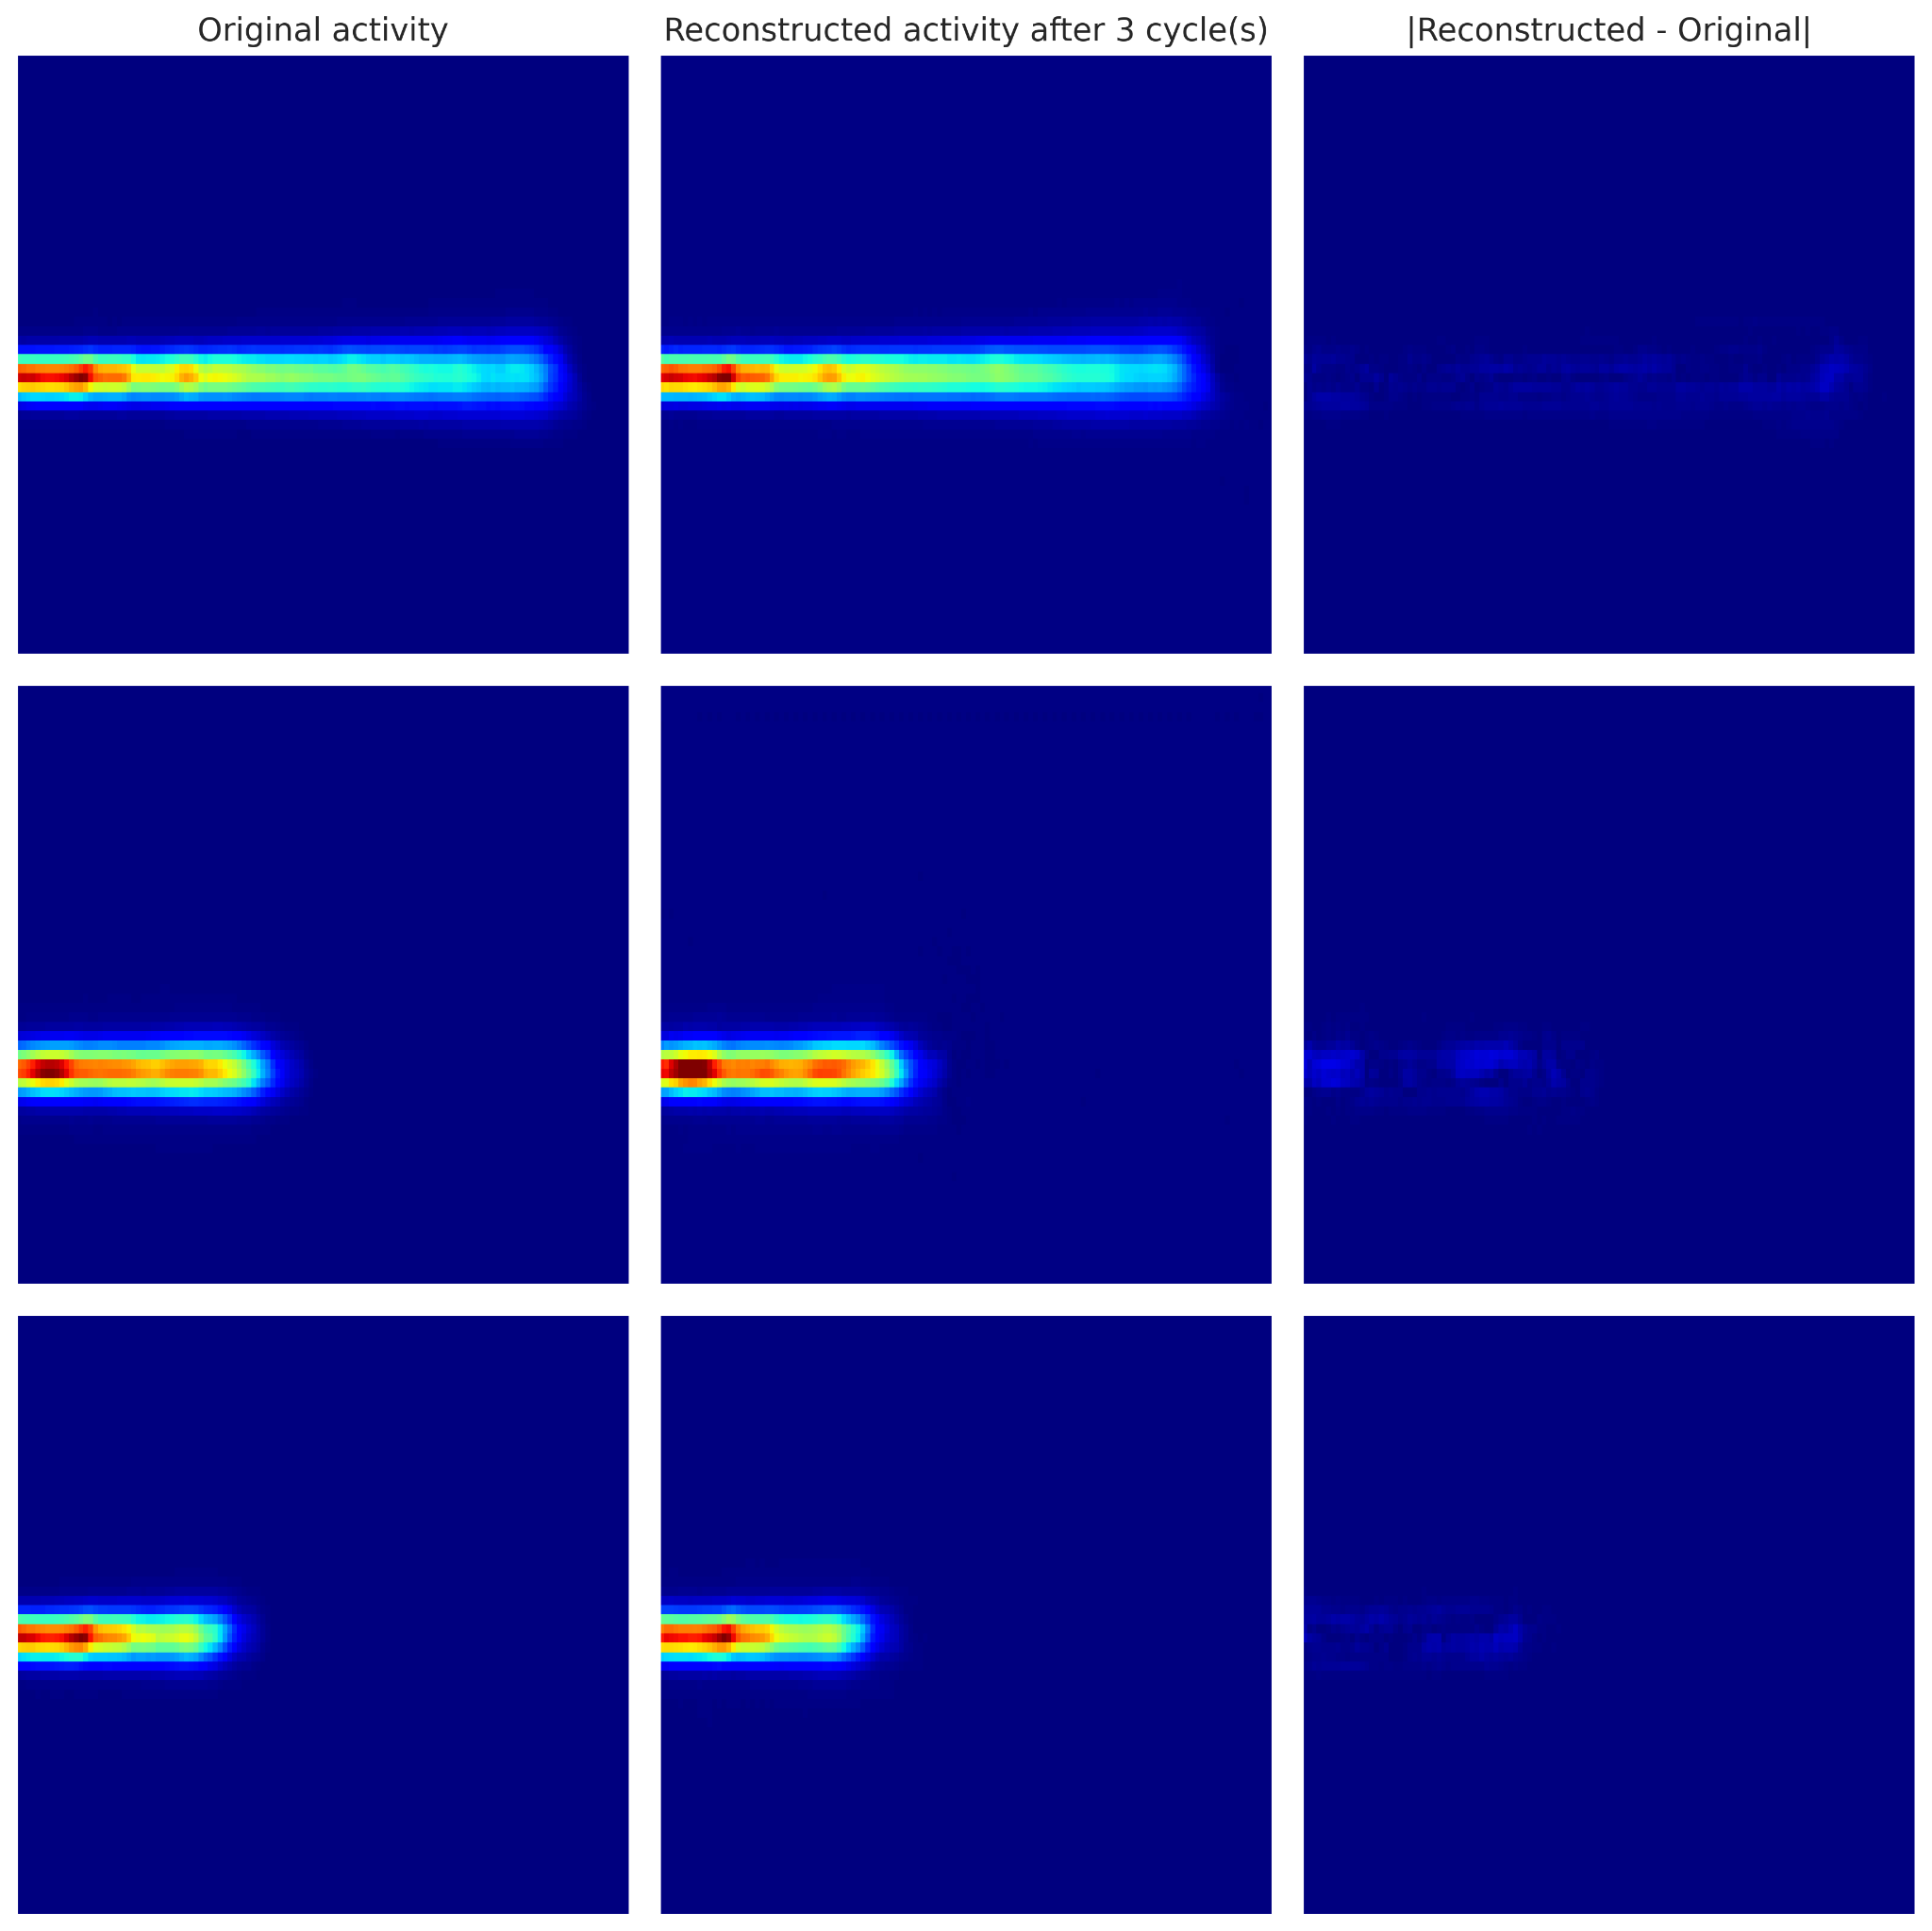 Original activity
Reconstructed activity after 3 cycle(s)
|Reconstructed - Original|